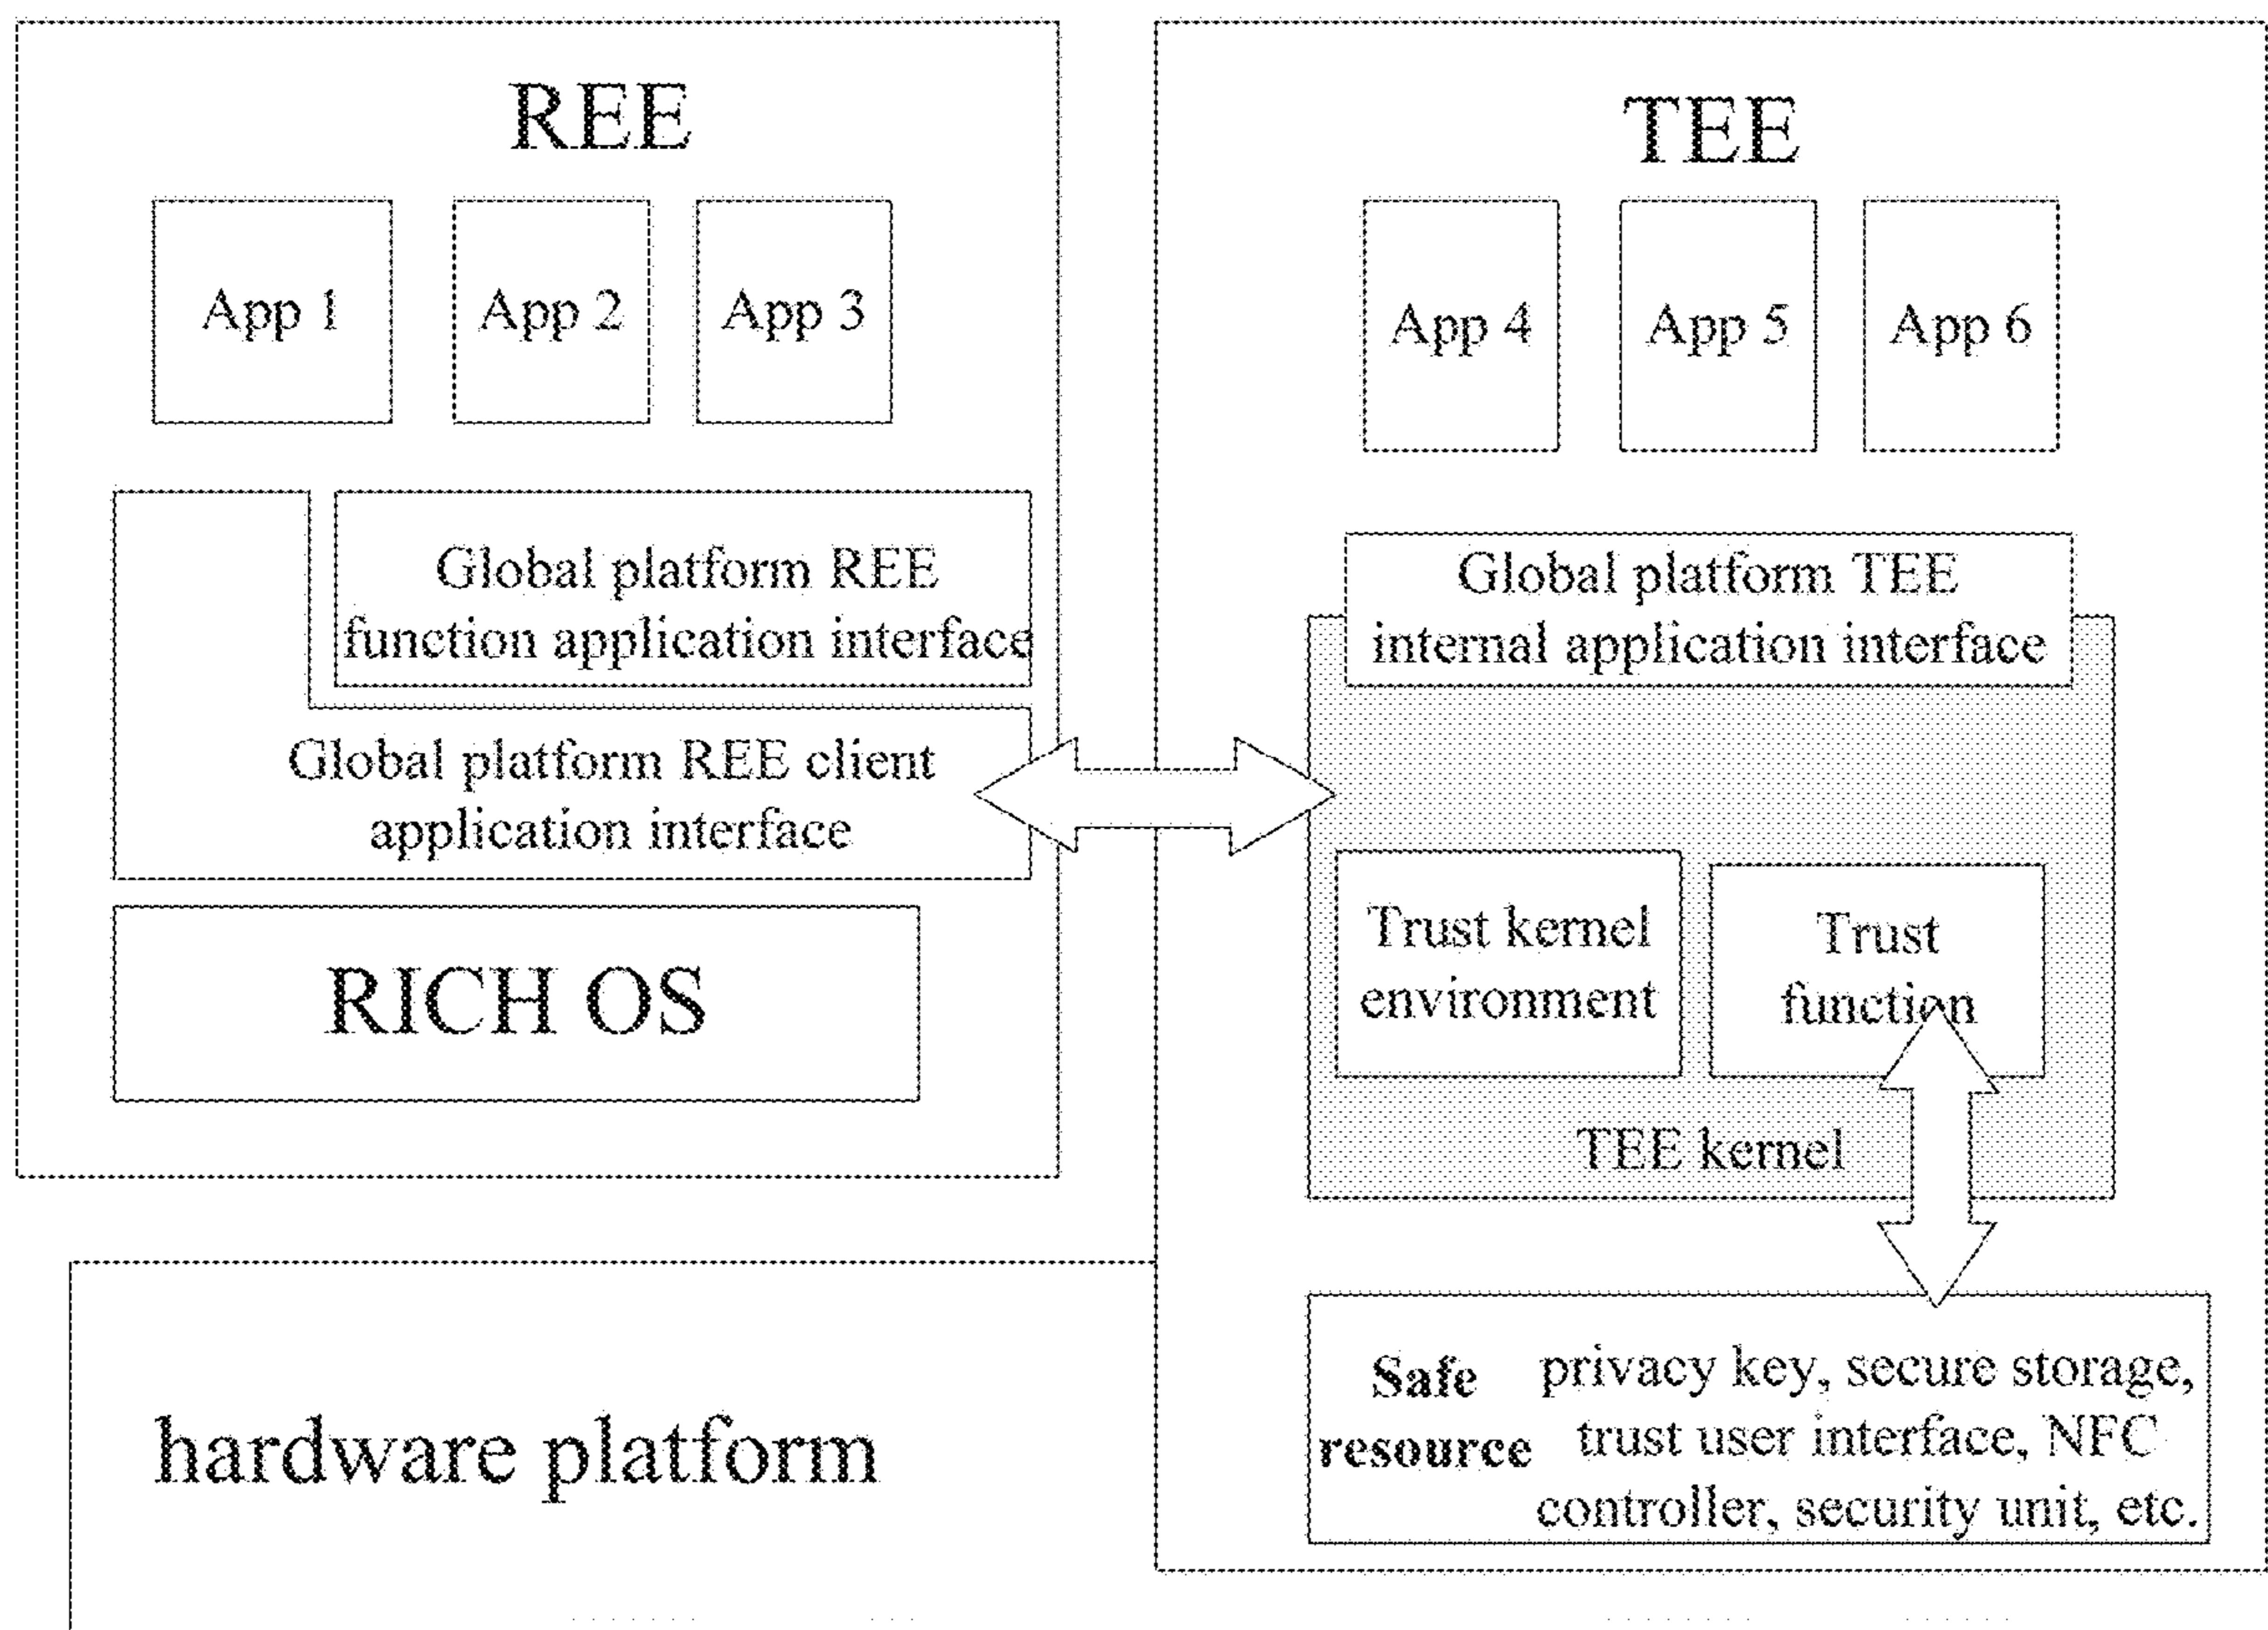 REE
App 1
App 2
App 3
Global platform REE
function application interface
Global platform REE client
application interface
RICH OS
TEE
App 4
App 5
App 6
Global platform TEE
internal application interface
Trust kernel
environment
Trust
function
TEE kernel
Safe
resource
privacy key, secure storage,
trust user interface, NFC
controller, security unit, etc.
hardware platform